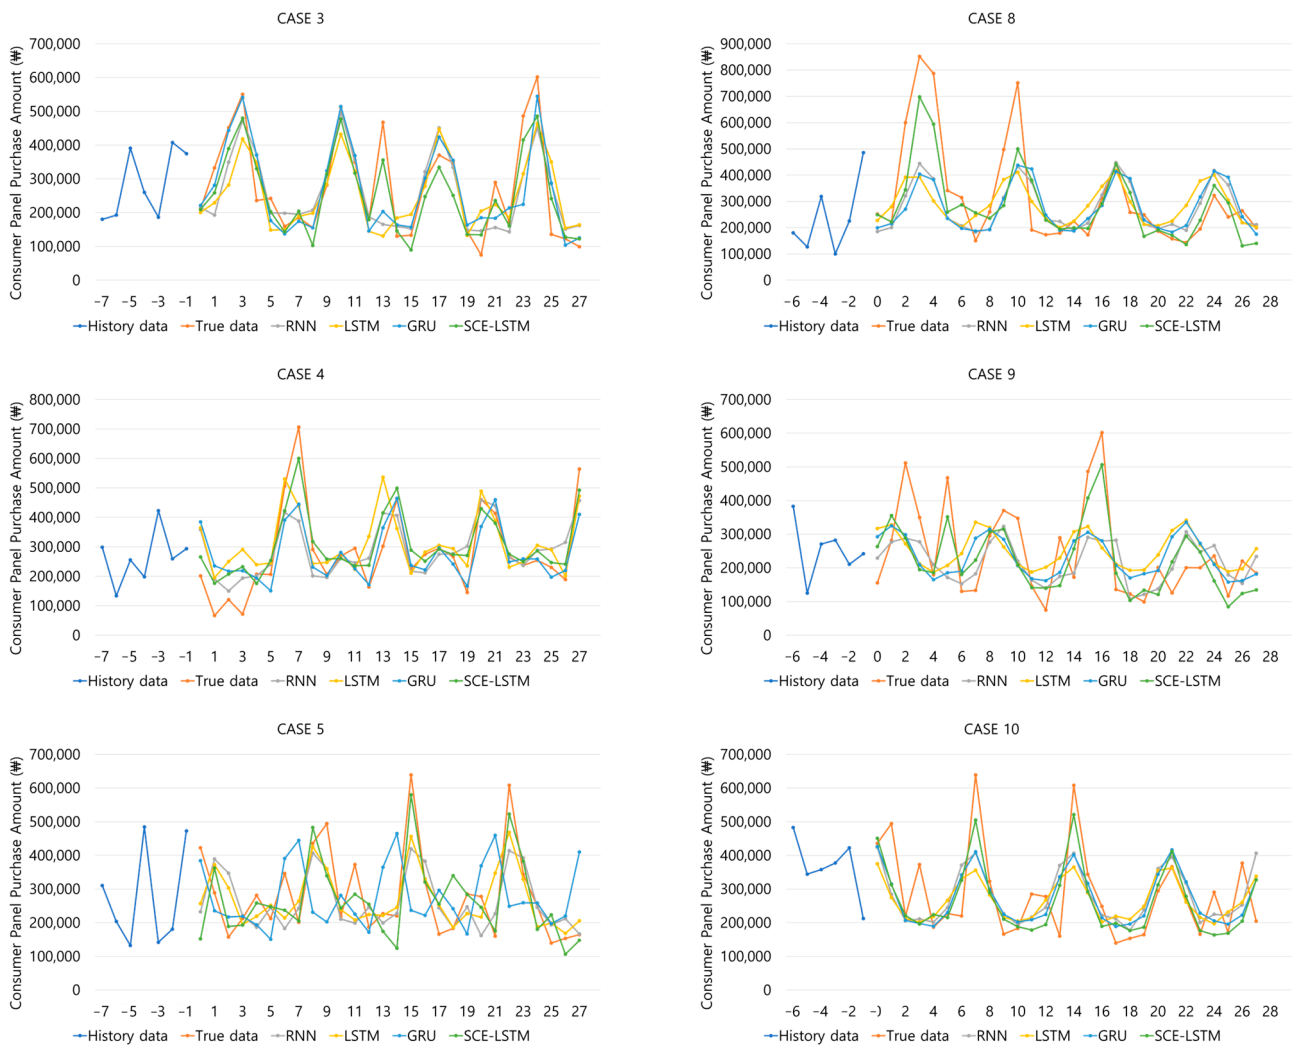 CASE 3
Consumer Panel Purchase Amount (₩)
700,000
600,000
500,000
400,000
300,000
200,000
100,000
0
−7 −5 −3 −1 1 3 5 7 9 11 13 15 17 19 21 23 25 27
History data True data RNN LSTM GRU SCE-LSTM
CASE 8
Consumer Panel Purchase Amount (₩)
900,000
800,000
700,000
600,000
500,000
400,000
300,000
200,000
100,000
0
−6 −4 −2 0 2 4 6 8 10 12 14 16 18 20 22 24 26 28
History data True data RNN LSTM GRU SCE-LSTM
CASE 4
Consumer Panel Purchase Amount (₩)
800,000
700,000
600,000
500,000
400,000
300,000
200,000
100,000
0
−7 −5 −3 −1 1 3 5 7 9 11 13 15 17 19 21 23 25 27
History data True data RNN LSTM GRU SCE-LSTM
CASE 9
Consumer Panel Purchase Amount (₩)
700,000
600,000
500,000
400,000
300,000
200,000
100,000
0
−6 −4 −2 0 2 4 6 8 10 12 14 16 18 20 22 24 26 28
History data True data RNN LSTM GRU SCE-LSTM
CASE 5
Consumer Panel Purchase Amount (₩)
700,000
600,000
500,000
400,000
300,000
200,000
100,000
0
−7 −5 −3 −1 1 3 5 7 9 11 13 15 17 19 21 23 25 27
History data True data RNN LSTM GRU SCE-LSTM
CASE 10
Consumer Panel Purchase Amount (₩)
700,000
600,000
500,000
400,000
300,000
200,000
100,000
0
−6 −4 −2 2 4 6 8 10 12 14 16 18 20 22 24 26 28
History data True data RNN LSTM GRU SCE-LSTM